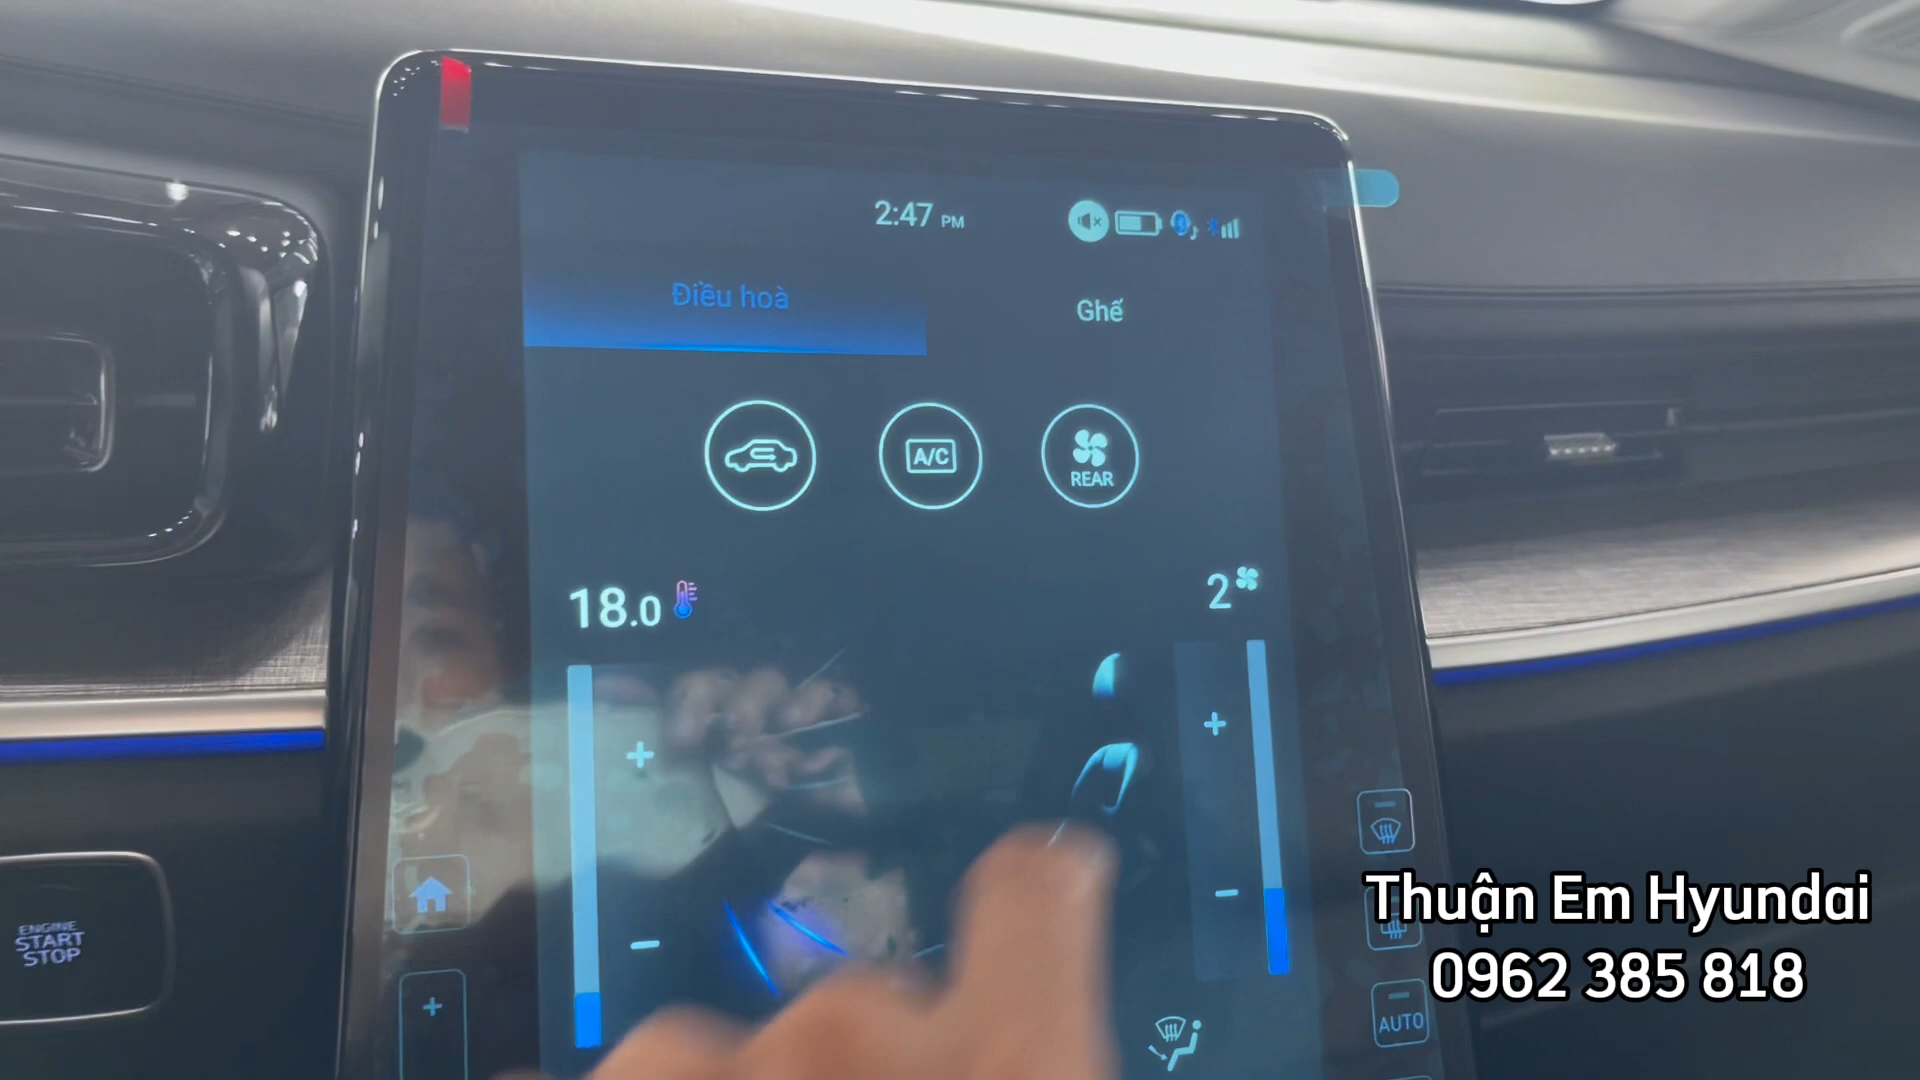 2:47 PM
Điều hoà
Ghế
A/C
REAR
18.0
2
ENGINE
START
STOP
AUTO
Thuận Em Hyundai
0962 385 818